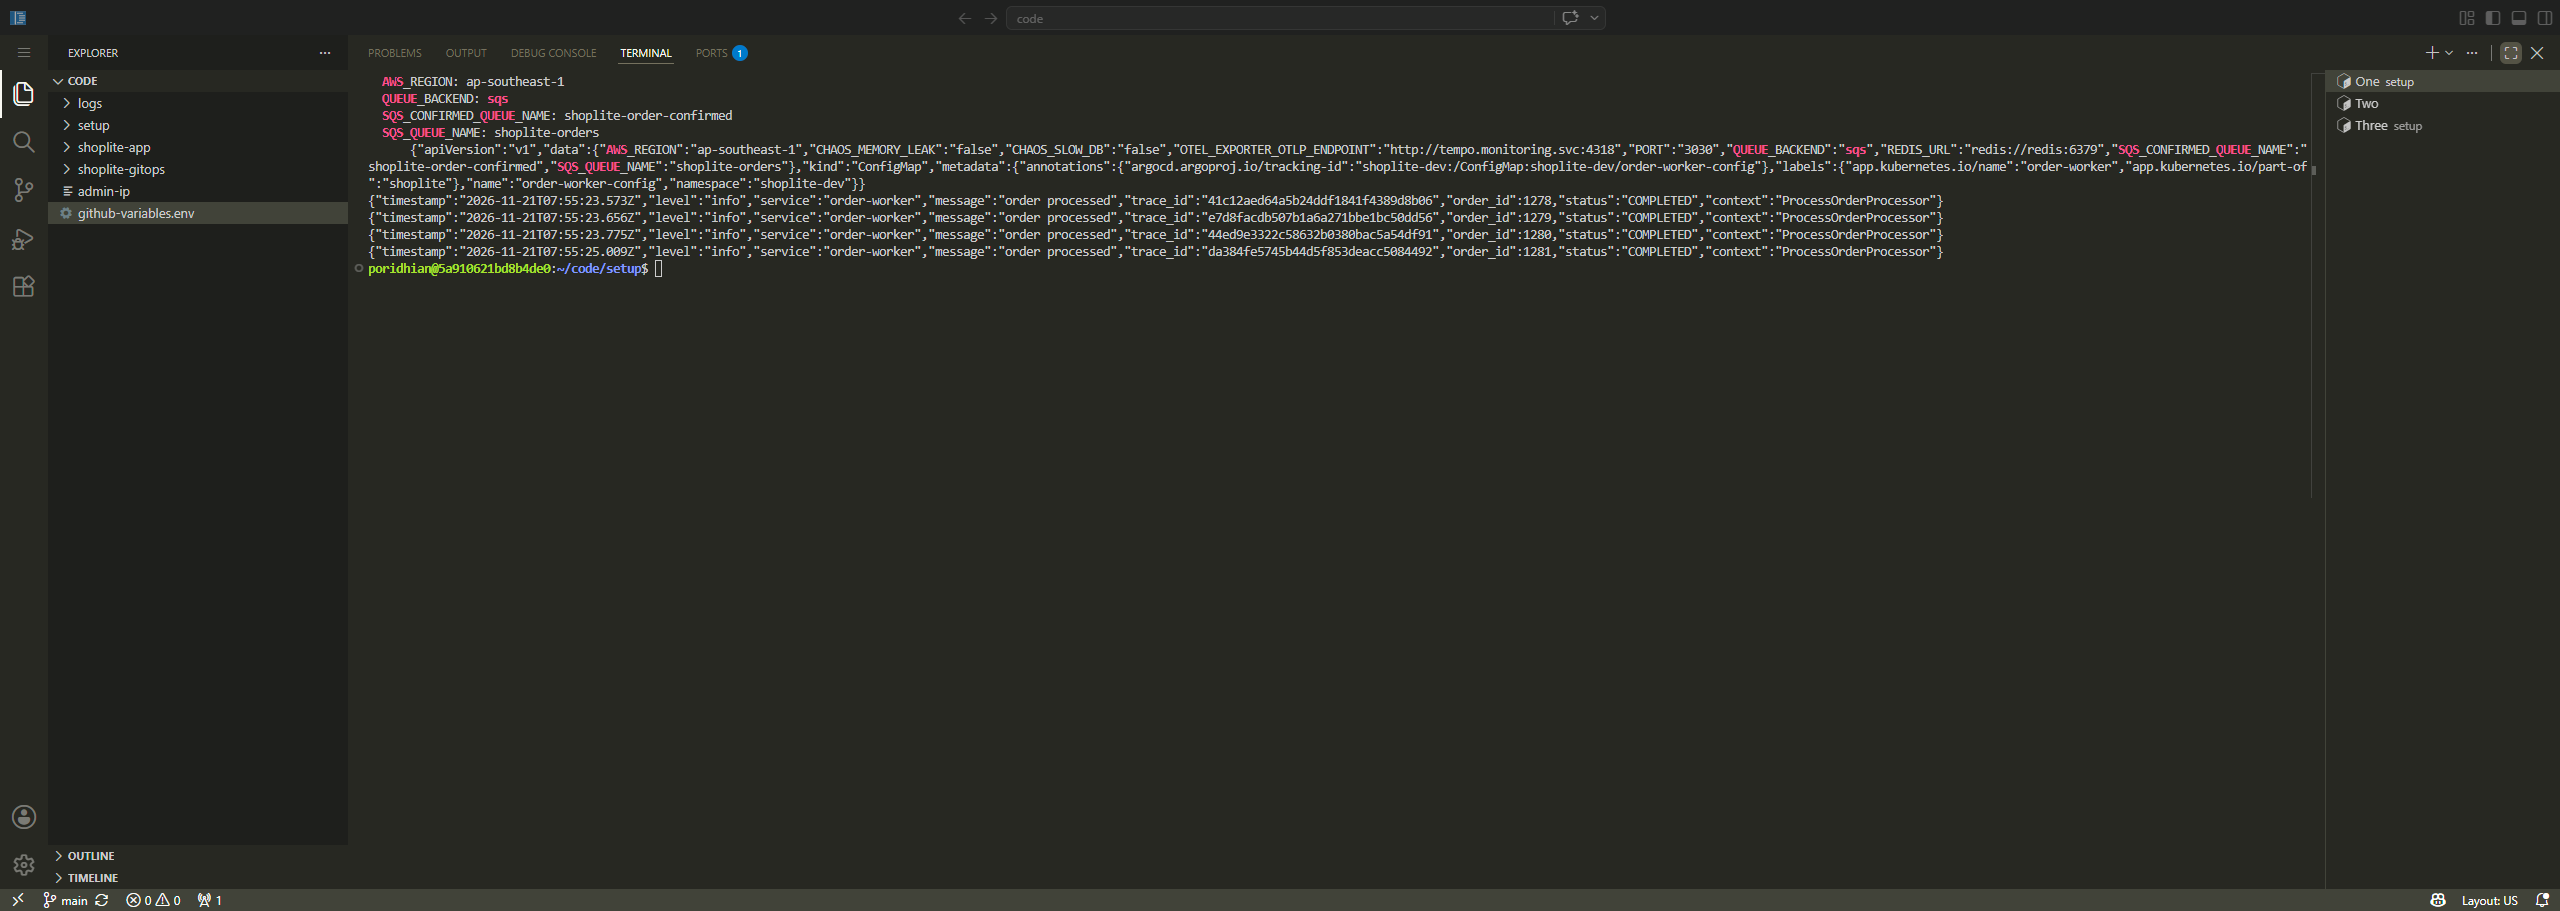 code
EXPLORER
PROBLEMS OUTPUT DEBUG CONSOLE TERMINAL PORTS 1
CODE
logs
setup
shoplite-app
shoplite-gitops
admin-ip
github-variables.env
AWS_REGION: ap-southeast-1
QUEUE_BACKEND: sqs
SQS_CONFIRMED_QUEUE_NAME: shoplite-order-confirmed
SQS_QUEUE_NAME: shoplite-orders
{"apiVersion":"v1","data":{"AWS_REGION":"ap-southeast-1","CHAOS_MEMORY_LEAK":"false","CHAOS_SLOW_DB":"false","OTEL_EXPORTER_OTLP_ENDPOINT":"http://tempo.monitoring.svc:4318","PORT":"3030","QUEUE_BACKEND":"sqs","REDIS_URL":"redis://redis:6379","SQS_CONFIRMED_QUEUE_NAME":"
shoplite-order-confirmed","SQS_QUEUE_NAME":"shoplite-orders"},"kind":"ConfigMap","metadata":{"annotations":{"argocd.argoproj.io/tracking-id":"shoplite-dev:/ConfigMap:shoplite-dev/order-worker-config"},"labels":{"app.kubernetes.io/name":"order-worker","app.kubernetes.io/part-of
":"shoplite"},"name":"order-worker-config","namespace":"shoplite-dev"}}
{"timestamp":"2026-11-21T07:55:23.573Z","level":"info","service":"order-worker","message":"order processed","trace_id":"41c12aed64a5b24ddf1841f4389d8b06","order_id":1278,"status":"COMPLETED","context":"ProcessOrderProcessor"}
{"timestamp":"2026-11-21T07:55:23.656Z","level":"info","service":"order-worker","message":"order processed","trace_id":"e7d8facdb507b1a6a271bbe1bc50dd56","order_id":1279,"status":"COMPLETED","context":"ProcessOrderProcessor"}
{"timestamp":"2026-11-21T07:55:23.775Z","level":"info","service":"order-worker","message":"order processed","trace_id":"44ed9e3322c58632b0380bac5a54df91","order_id":1280,"status":"COMPLETED","context":"ProcessOrderProcessor"}
{"timestamp":"2026-11-21T07:55:25.009Z","level":"info","service":"order-worker","message":"order processed","trace_id":"da384fe5745b44d5f853deacc5084492","order_id":1281,"status":"COMPLETED","context":"ProcessOrderProcessor"}
poridhian@5a910621bd8b4de0:~/code/setup$
One setup
Two
Three setup
OUTLINE
TIMELINE
main 0 0 1
Layout: US